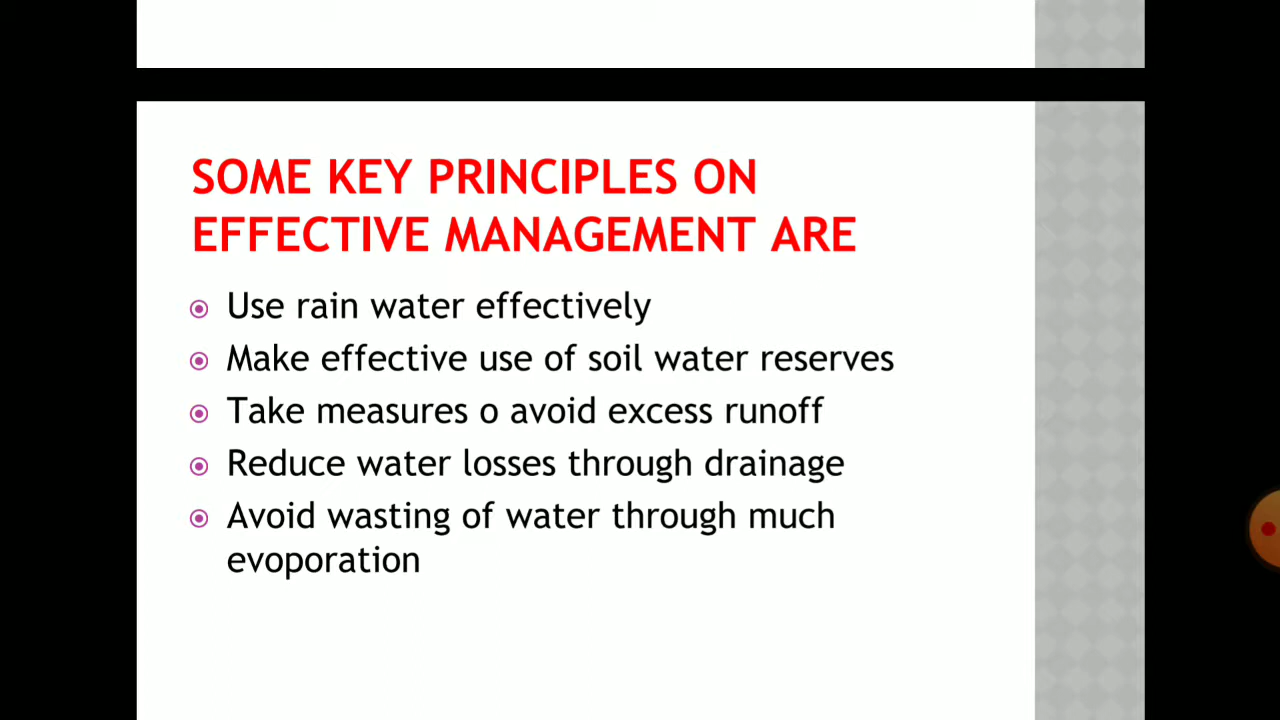 SOME KEY PRINCIPLES ON
EFFECTIVE MANAGEMENT ARE
Use rain water effectively
Make effective use of soil water reserves
Take measures o avoid excess runoff
Reduce water losses through drainage
Avoid wasting of water through much
evoporation